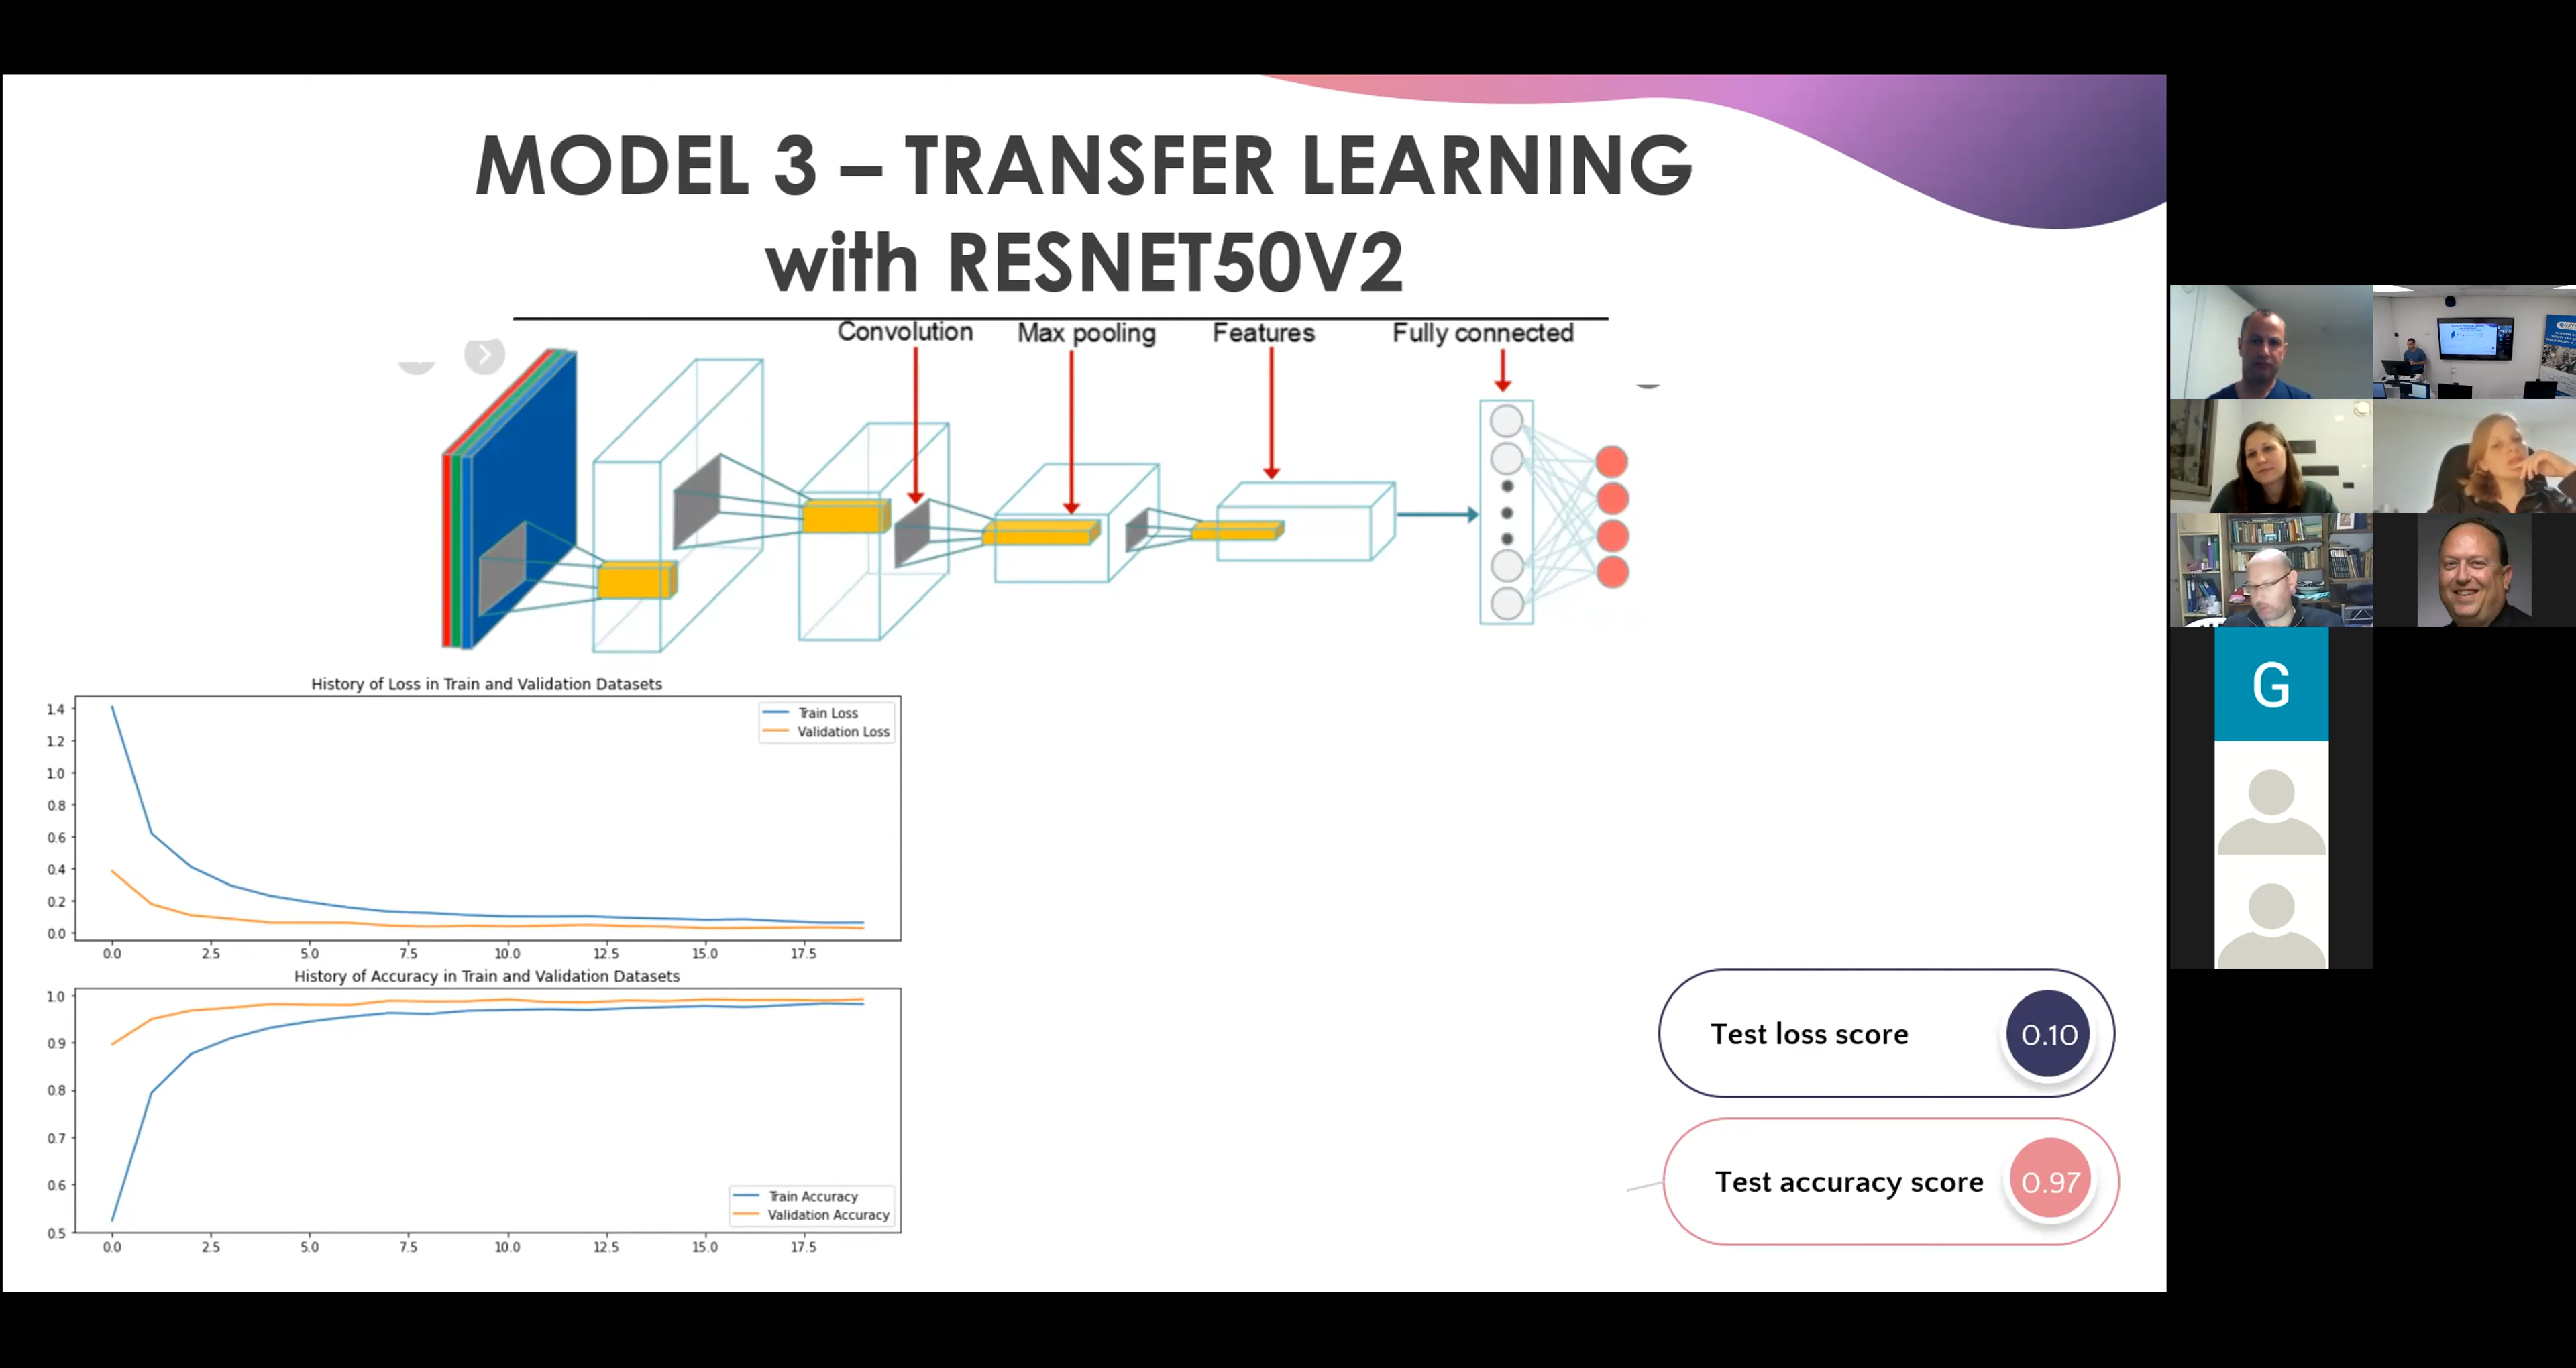 MODEL 3 – TRANSFER LEARNING
with RESNET50V2
Convolution Max pooling Features Fully connected
History of Loss in Train and Validation Datasets
Train Loss
Validation Loss
1.4
1.2
1.0
0.8
0.6
0.4
0.2
0.0
0.0 2.5 5.0 7.5 10.0 12.5 15.0 17.5
History of Accuracy in Train and Validation Datasets
1.0
0.9
0.8
0.7
0.6
0.5
Train Accuracy
Validation Accuracy
0.0 2.5 5.0 7.5 10.0 12.5 15.0 17.5
Test loss score 0.10
Test accuracy score 0.97
G